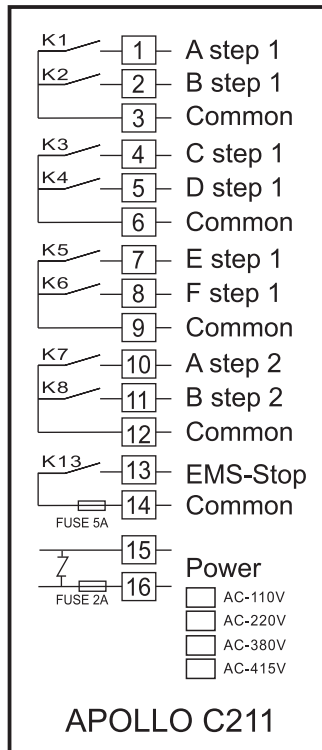 K1 1 A step 1
K2 2 B step 1
3 Common
K3 4 C step 1
K4 5 D step 1
6 Common
K5 7 E step 1
K6 8 F step 1
9 Common
K7 10 A step 2
K8 11 B step 2
12 Common
K13 13 EMS-Stop
14 Common
FUSE 5A
15
Power
16
FUSE 2A
AC-110V
AC-220V
AC-380V
AC-415V
APOLLO C211